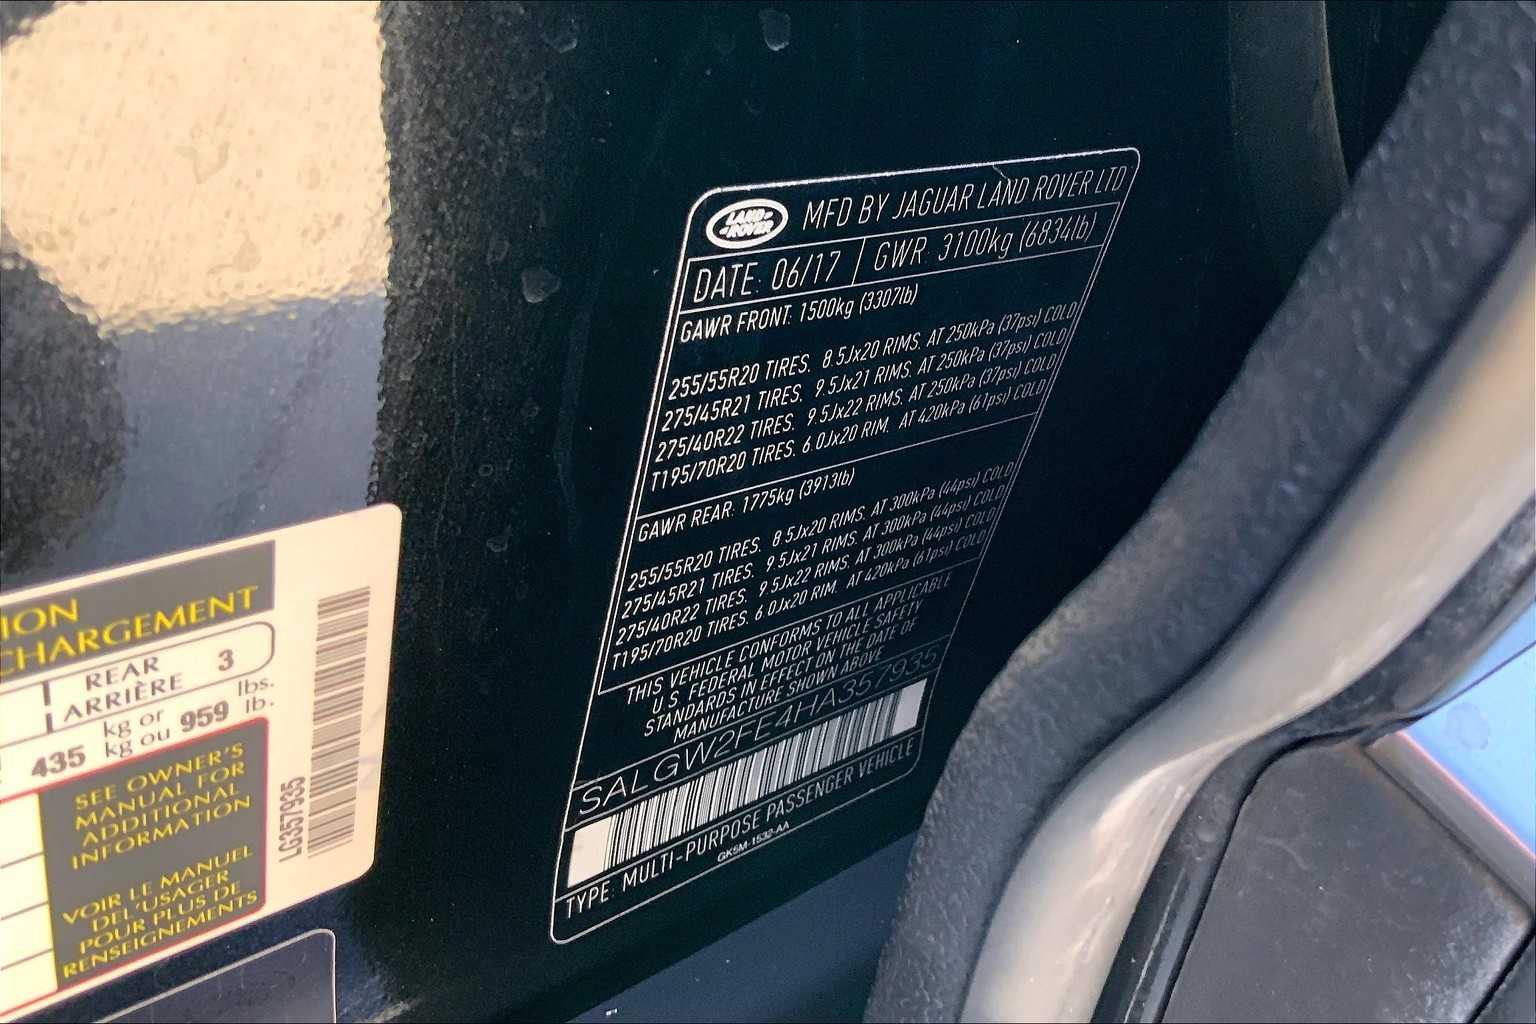 LAND-
-ROVER
MFD BY JAGUAR LAND ROVER LTD
DATE: 06/17 GWR: 3100kg (6834lb)
GAWR FRONT: 1500kg (3307lb)
255/55R20 TIRES. 8.5Jx20 RIMS. AT 250kPa (37psi) COLD
275/45R21 TIRES. 9.5Jx21 RIMS. AT 250kPa (37psi) COLD
275/40R22 TIRES. 9.5Jx22 RIMS. AT 250kPa (37psi) COLD
T195/70R20 TIRES. 6.0Jx20 RIM. AT 420kPa (61psi) COLD
GAWR REAR: 1775kg (3913lb)
255/55R20 TIRES. 8.5Jx20 RIMS. AT 300kPa (44psi) COLD
275/45R21 TIRES. 9.5Jx21 RIMS. AT 300kPa (44psi) COLD
275/40R22 TIRES. 9.5Jx22 RIMS. AT 300kPa (44psi) COLD
T195/70R20 TIRES. 6.0Jx20 RIM. AT 420kPa (61psi) COLD
THIS VEHICLE CONFORMS TO ALL APPLICABLE
U.S. FEDERAL MOTOR VEHICLE SAFETY
STANDARDS IN EFFECT ON THE DATE OF
MANUFACTURE SHOWN ABOVE
SALGW2FE4HA357935
TYPE: MULTI-PURPOSE PASSENGER VEHICLE
GK5M-1532-AA
ION
CHARGEMENT
REAR 3
ARRIÈRE
435 kg or 959 lbs.
kg ou lb.
SEE OWNER'S
MANUAL FOR
ADDITIONAL
INFORMATION
VOIR LE MANUEL
DEL'USAGER
POUR PLUS DE
RENSEIGNEMENTS
LG357935